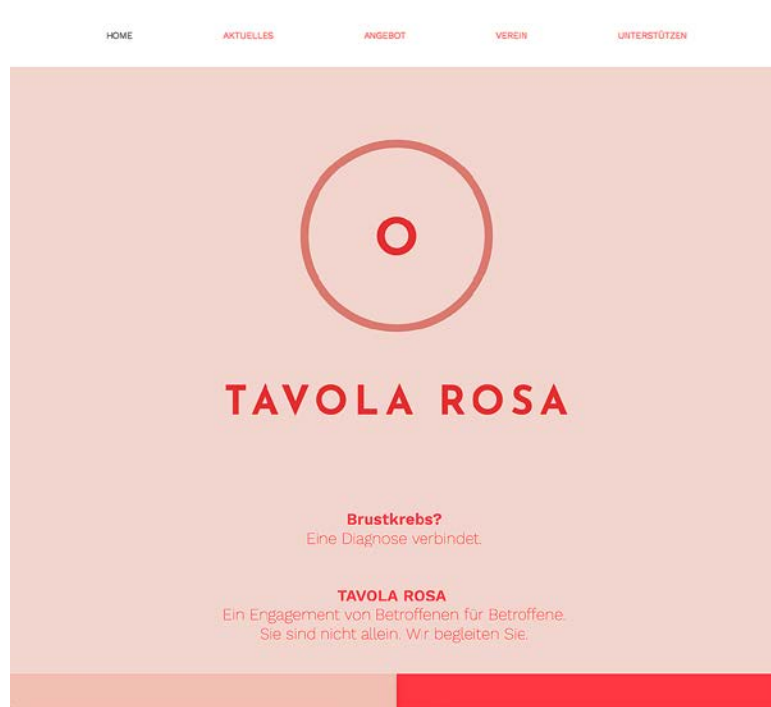 HOME AKTUELLES ANGEBOT VEREIN UNTERSTÜTZEN
TAVOLA ROSA
Brustkrebs?
Eine Diagnose verbindet.
TAVOLA ROSA
Ein Engagement von Betroffenen für Betroffene.
Sie sind nicht allein. Wir begleiten Sie.